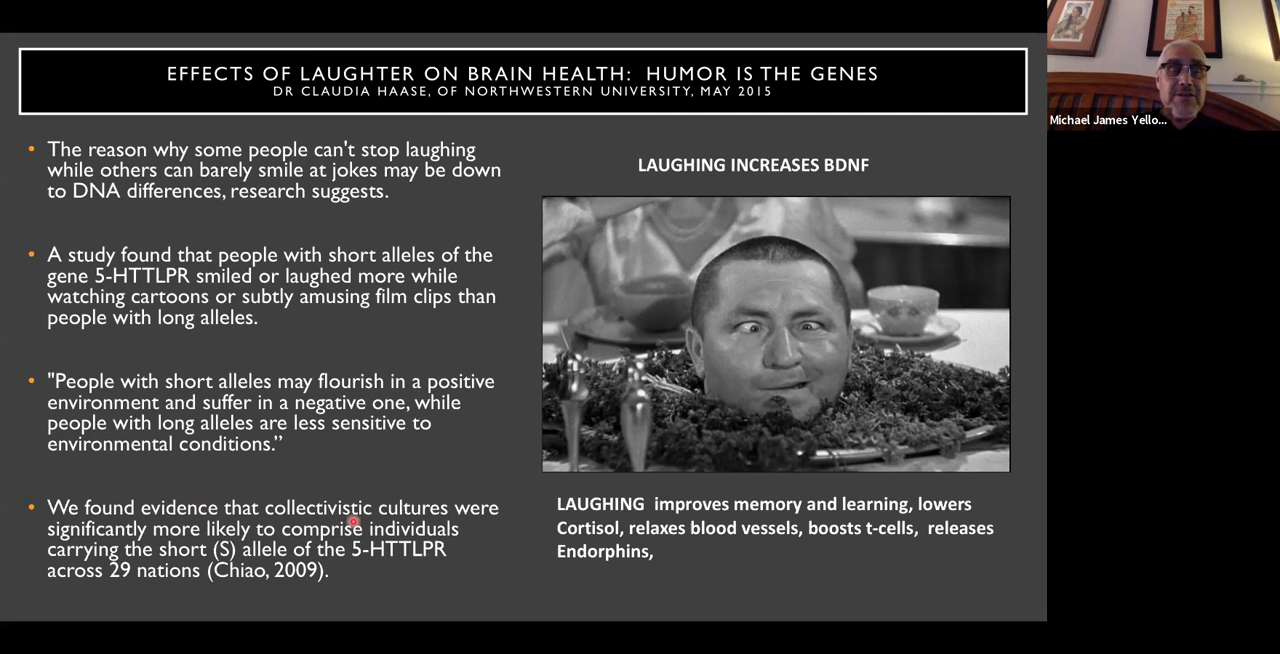 EFFECTS OF LAUGHTER ON BRAIN HEALTH: HUMOR IS THE GENES
DR CLAUDIA HAASE, OF NORTHWESTERN UNIVERSITY, MAY 2015
• The reason why some people can't stop laughing
while others can barely smile at jokes may be down
to DNA differences, research suggests.
• A study found that people with short alleles of the
gene 5-HTTLPR smiled or laughed more while
watching cartoons or subtly amusing film clips than
people with long alleles.
• "People with short alleles may flourish in a positive
environment and suffer in a negative one, while
people with long alleles are less sensitive to
environmental conditions.”
• We found evidence that collectivistic cultures were
significantly more likely to comprise individuals
carrying the short (S) allele of the 5-HTTLPR
across 29 nations (Chiao, 2009).
LAUGHING INCREASES BDNF
LAUGHING improves memory and learning, lowers
Cortisol, relaxes blood vessels, boosts t-cells, releases
Endorphins,
Michael James Yello...